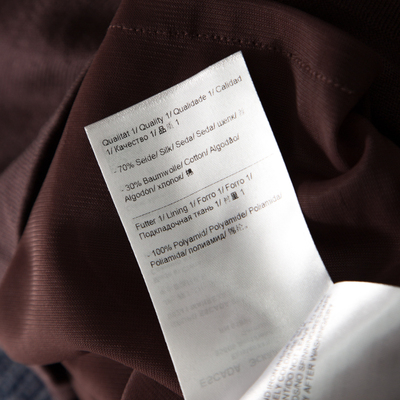 Qualität 1/ Quality 1/ Qualidade 1/ Calidad
1/ Качество 1/ 品质 1
70% Seide/ Silk/ Seda/ Seda/ шелк/
30% Baumwolle/ Cotton/ Algodão/
Algodón/ хлопок/ 棉
Futter 1/ Lining 1/ Forro 1/ Forro 1/
Подкладочная ткань 1/ 衬里 1
100% Polyamid/ Polyamide/ Poliamida/
Poliamida/ полиамид/
ESCADA